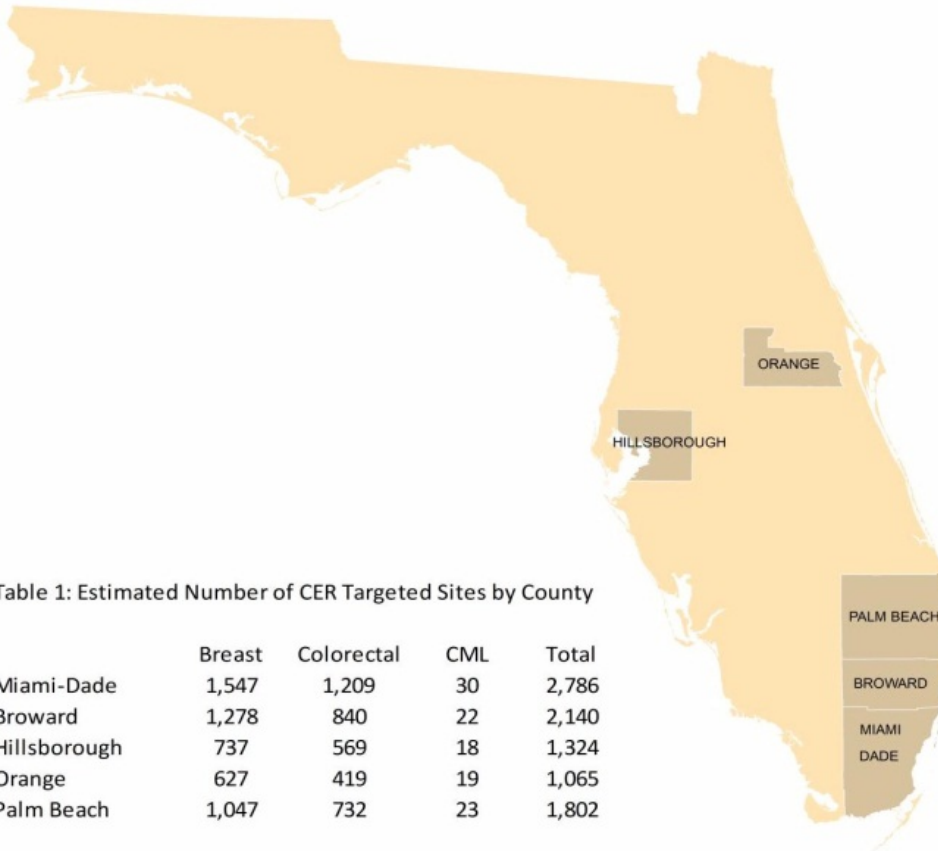 ORANGE
HILLSBOROUGH
PALM BEACH
BROWARD
MIAMI
DADE
Table 1: Estimated Number of CER Targeted Sites by County
Breast Colorectal CML Total
Miami-Dade 1,547 1,209 30 2,786
Broward 1,278 840 22 2,140
Hillsborough 737 569 18 1,324
Orange 627 419 19 1,065
Palm Beach 1,047 732 23 1,802